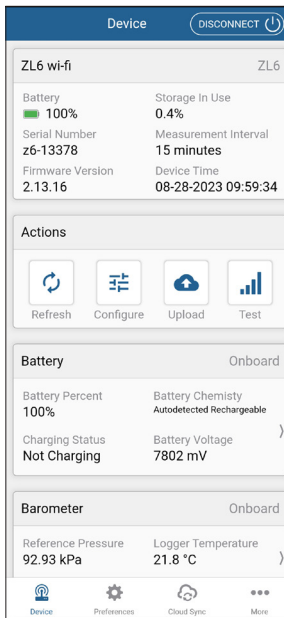 Device
DISCONNECT
ZL6 wi-fi ZL6
Battery Storage In Use
100% 0.4%
Serial Number Measurement Interval
z6-13378 15 minutes
Firmware Version Device Time
2.13.16 08-28-2023 09:59:34
Actions
Refresh Configure Upload Test
Battery Onboard
Battery Percent Battery Chemisty
100% Autodetected Rechargeable
Charging Status Battery Voltage
Not Charging 7802 mV
Barometer Onboard
Reference Pressure Logger Temperature
92.93 kPa 21.8 °C
Device Preferences Cloud Sync More